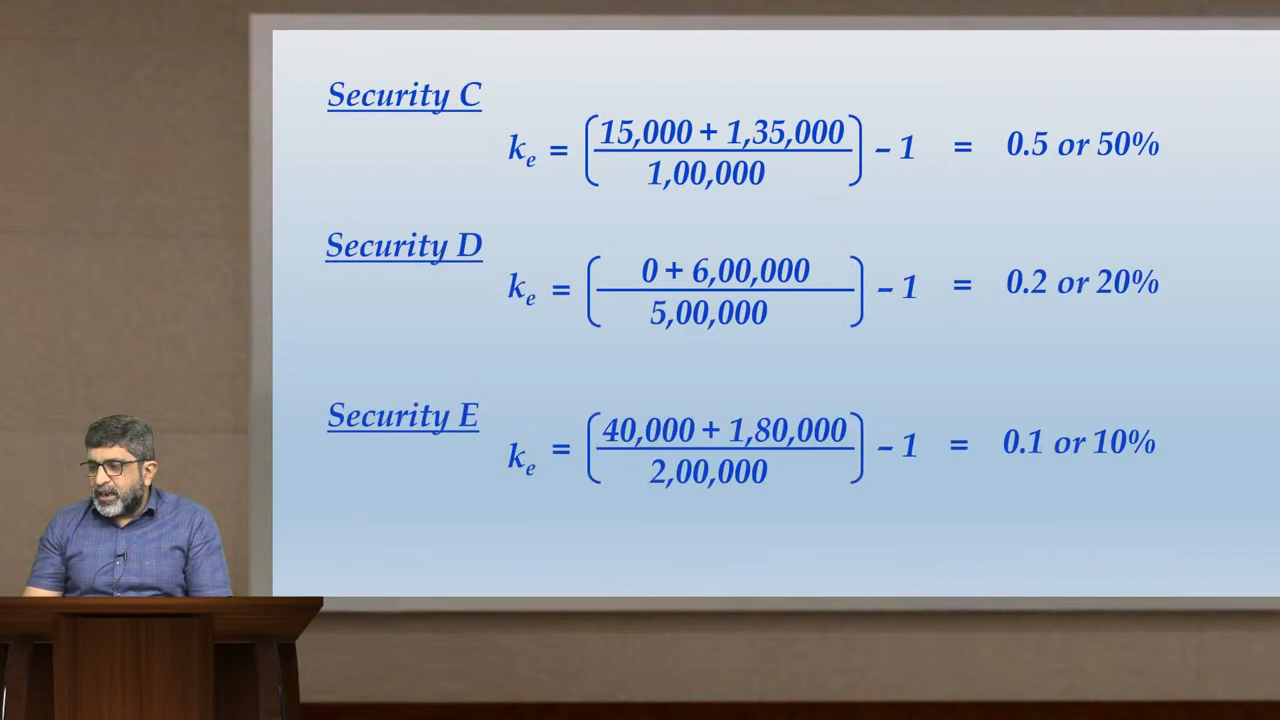 Security C
kₑ = (15,000 + 1,35,000 / 1,00,000) – 1 = 0.5 or 50%
Security D
kₑ = (0 + 6,00,000 / 5,00,000) – 1 = 0.2 or 20%
Security E
kₑ = (40,000 + 1,80,000 / 2,00,000) – 1 = 0.1 or 10%